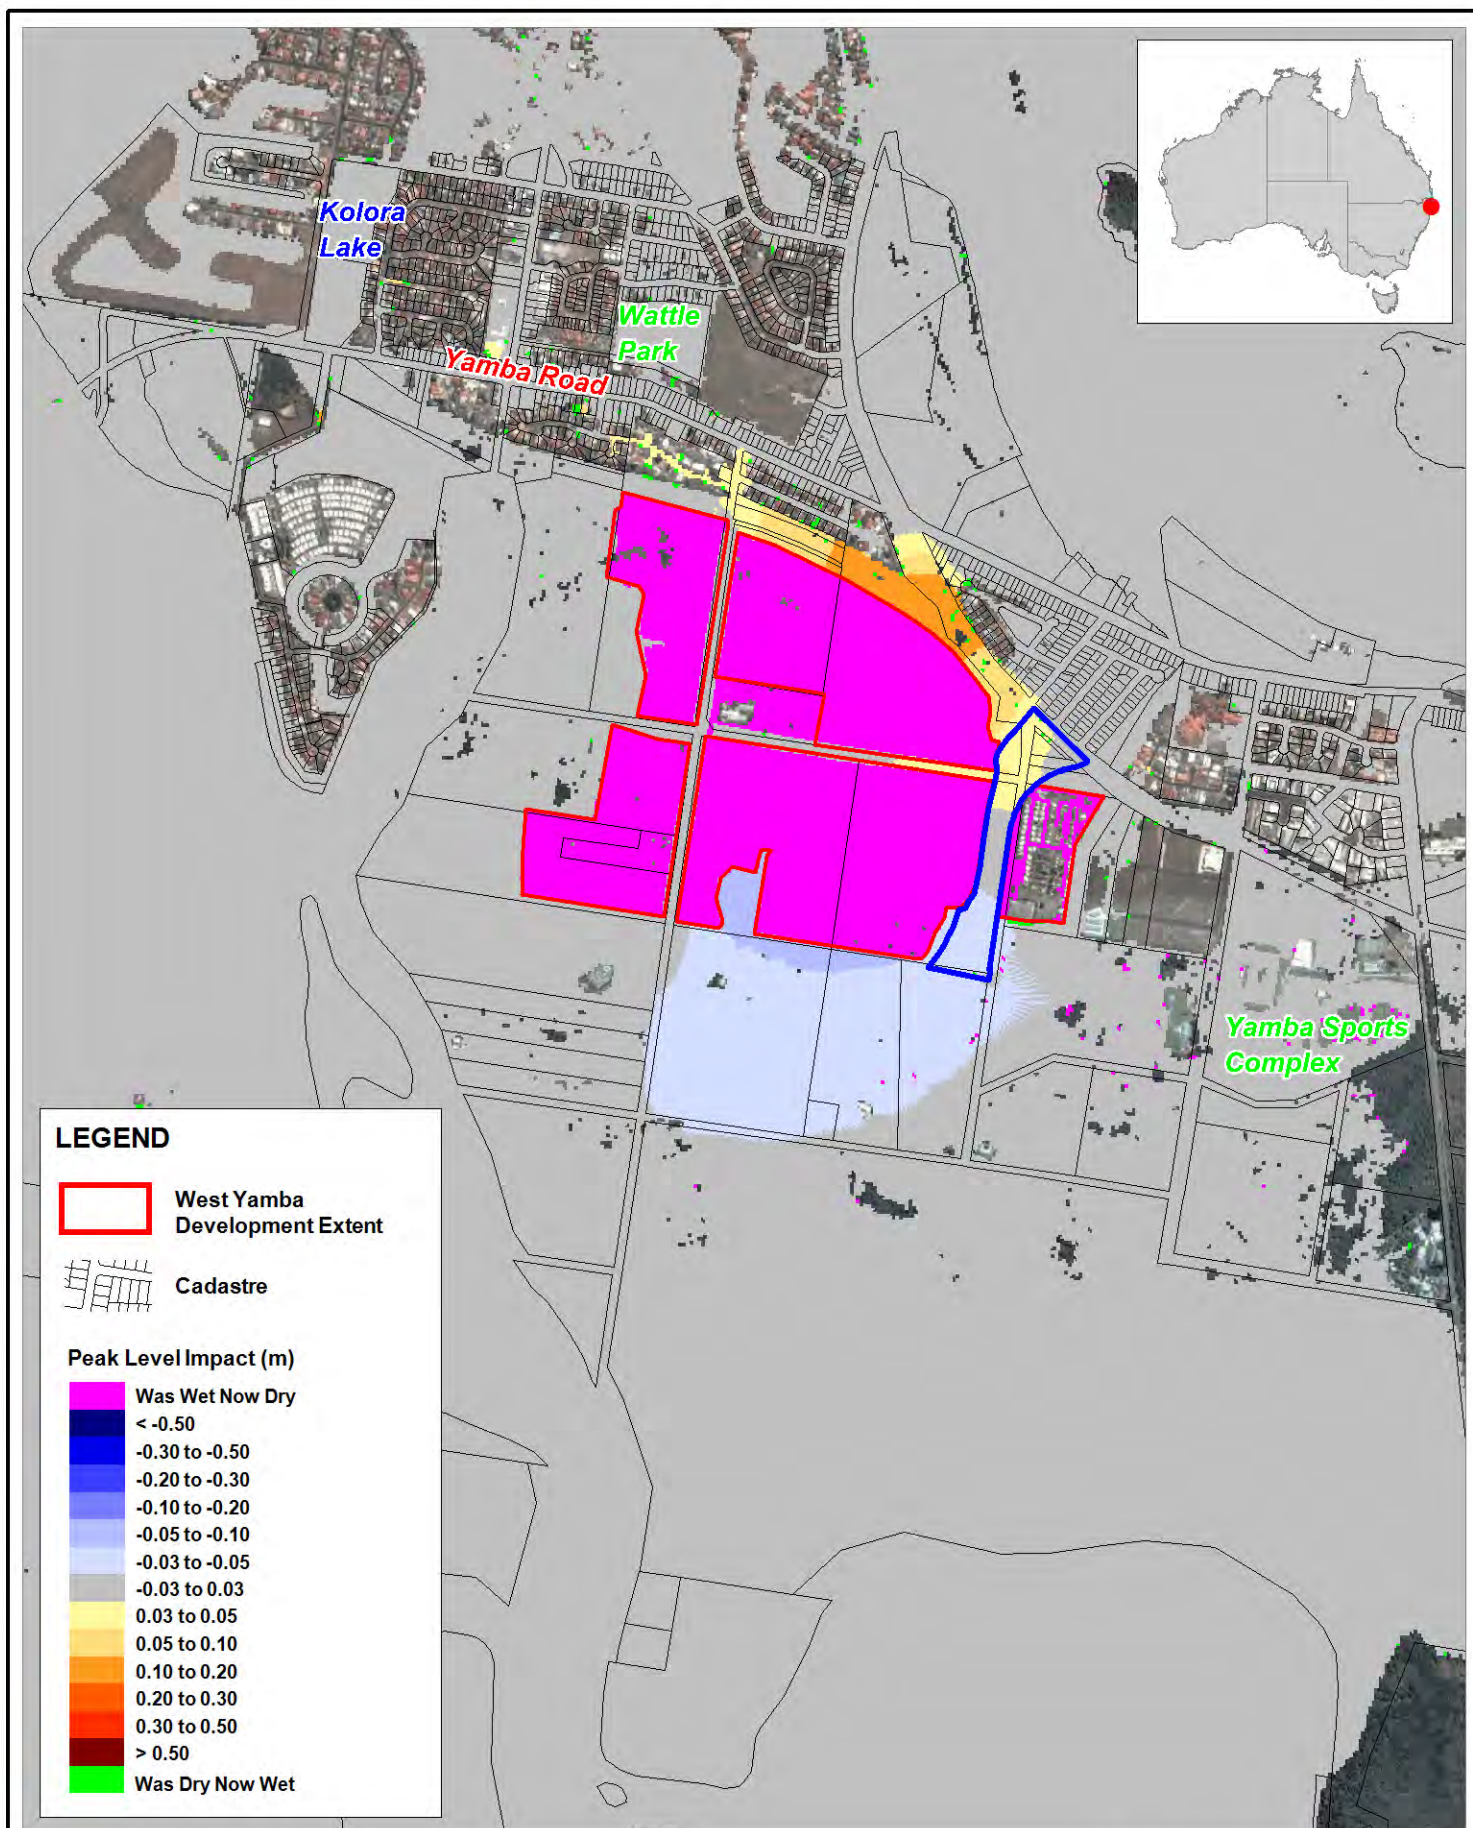 Kolora
Lake
Wattle
Park
Yamba Road
Yamba Sports
Complex
LEGEND
West Yamba
Development Extent
Cadastre
Peak Level Impact (m)
Was Wet Now Dry
< -0.50
-0.30 to -0.50
-0.20 to -0.30
-0.10 to -0.20
-0.05 to -0.10
-0.03 to -0.05
-0.03 to 0.03
0.03 to 0.05
0.05 to 0.10
0.10 to 0.20
0.20 to 0.30
0.30 to 0.50
> 0.50
Was Dry Now Wet